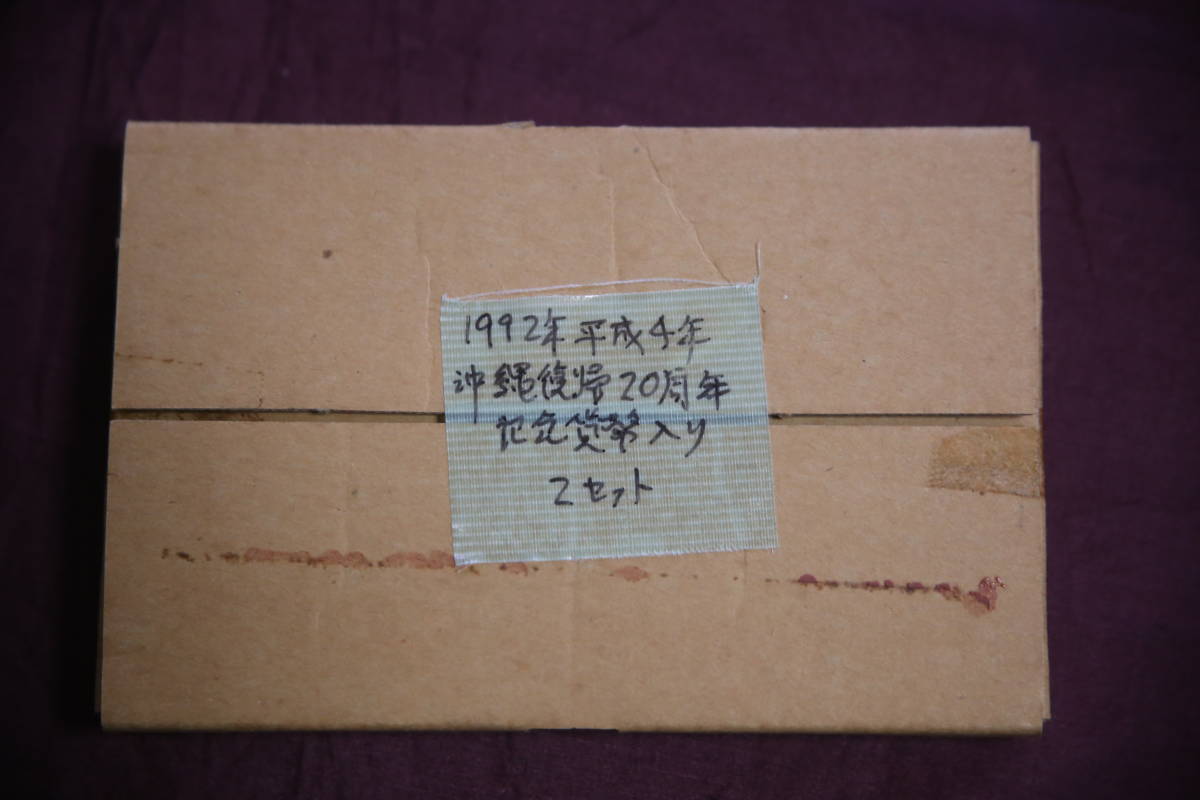 1992年 平成4年
沖縄復帰20周年
記念貨幣入り
2セット